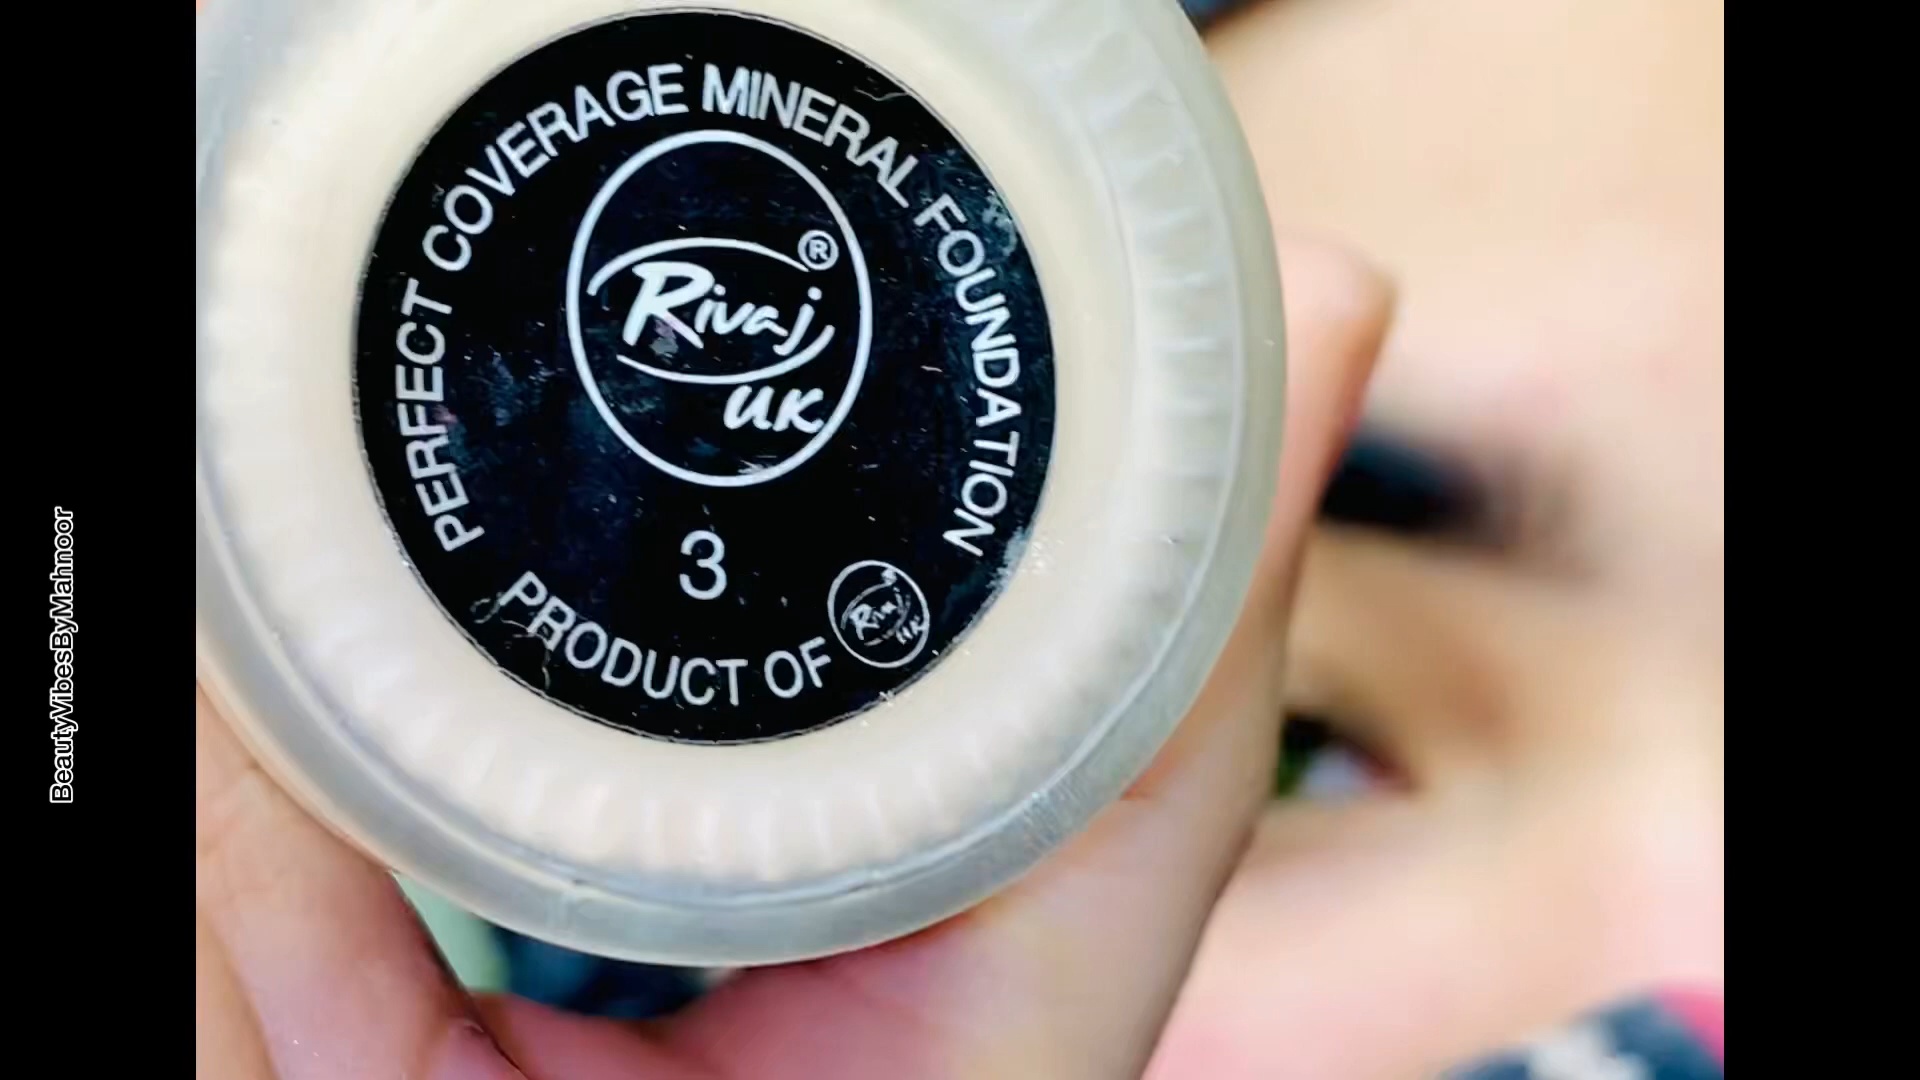 PERFECT COVERAGE MINERAL FOUNDATION
Rivaj®
UK
3
PRODUCT OF
Rivaj
UK
BeautyVibesByMahnoor